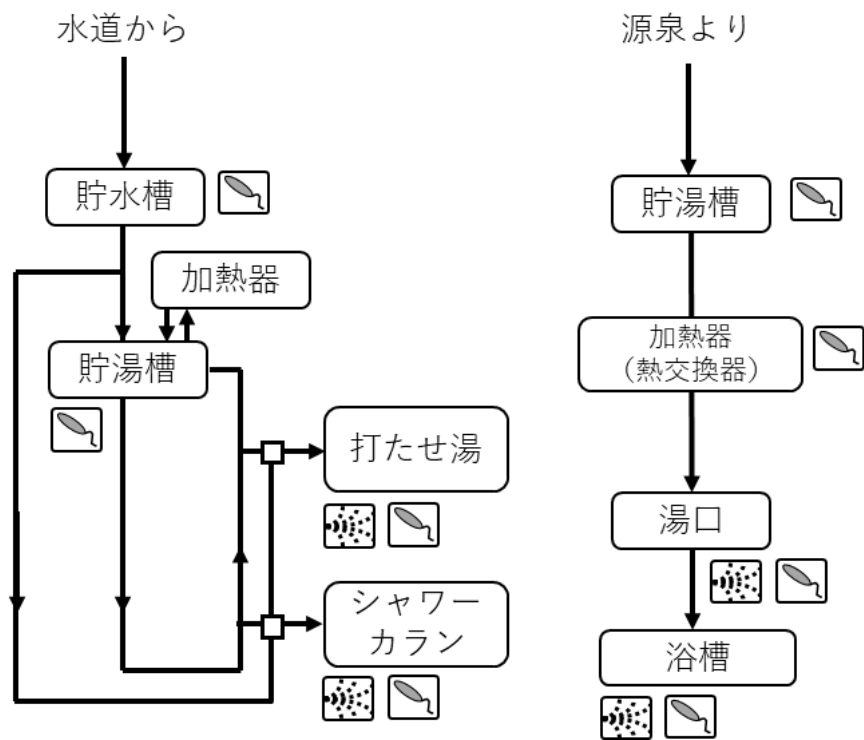 水道から
貯水槽
加熱器
貯湯槽
打たせ湯
シャワー
カラン
源泉より
貯湯槽
加熱器
(熱交換器)
湯口
浴槽